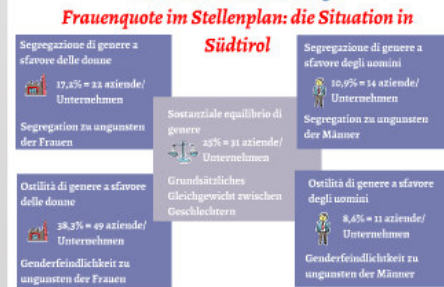 Frauenquote im Stellenplan: die Situation in
Südtirol
Segregazione di genere a
sfavore delle donne
17,2% = 22 aziende/
Unternehmen
Segregation zu ungunsten
der Frauen
Segregazione di genere a
sfavore degli uomini
10,9% = 14 aziende/
Unternehmen
Segregation zu ungunsten
der Männer
Sostanziale equilibrio di
genere
25% = 31 aziende/
Unternehmen
Grundsätzliches
Gleichgewicht zwischen
Geschlechtern
Ostilità di genere a sfavore
delle donne
38,3% = 49 aziende/
Unternehmen
Genderfeindlichkeit zu
ungunsten der Frauen
Ostilità di genere a sfavore
degli uomini
8,6% = 11 aziende/
Unternehmen
Genderfeindlichtkeit zu
ungunsten der Männer